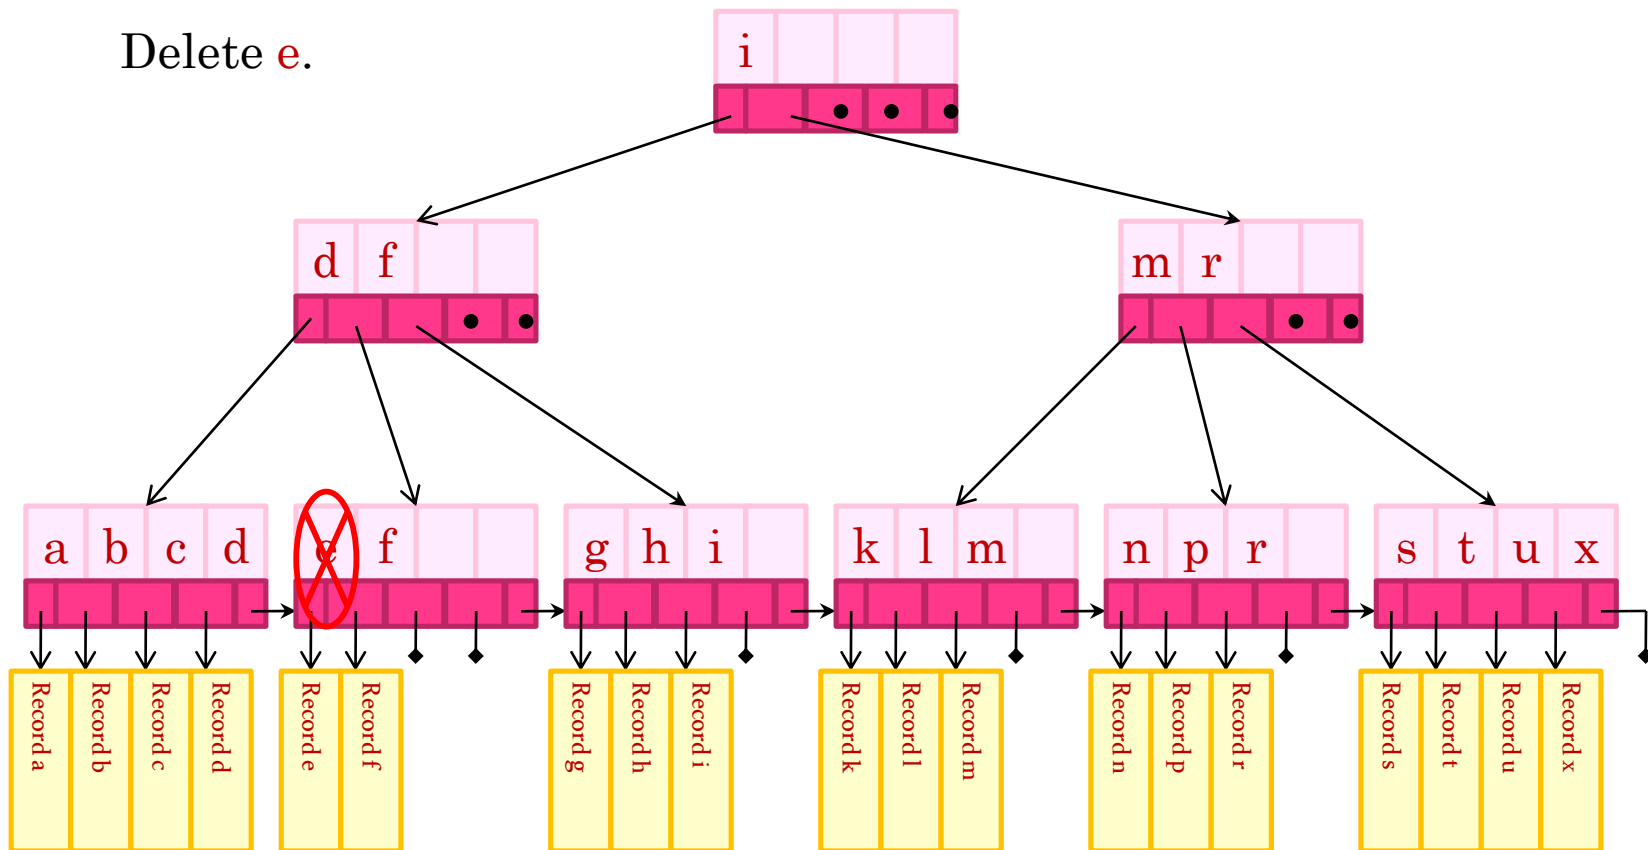 Delete e.
i
d f
m r
a b c d
e f
g h i
k l m
n p r
s t u x
Record a
Record b
Record c
Record d
Record e
Record f
Record g
Record h
Record i
Record k
Record l
Record m
Record n
Record p
Record r
Record s
Record t
Record u
Record x